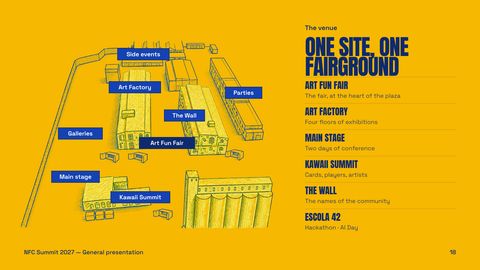 Side events
Art Factory
Parties
The Wall
Galleries
Art Fun Fair
Main stage
Kawaii Summit
The venue
ONE SITE, ONE
FAIRGROUND
ART FUN FAIR
The fair, at the heart of the plaza
ART FACTORY
Four floors of exhibitions
MAIN STAGE
Two days of conference
KAWAII SUMMIT
Cards, players, artists
THE WALL
The names of the community
ESCOLA 42
Hackathon · AI Day
NFC Summit 2027 — General presentation
18